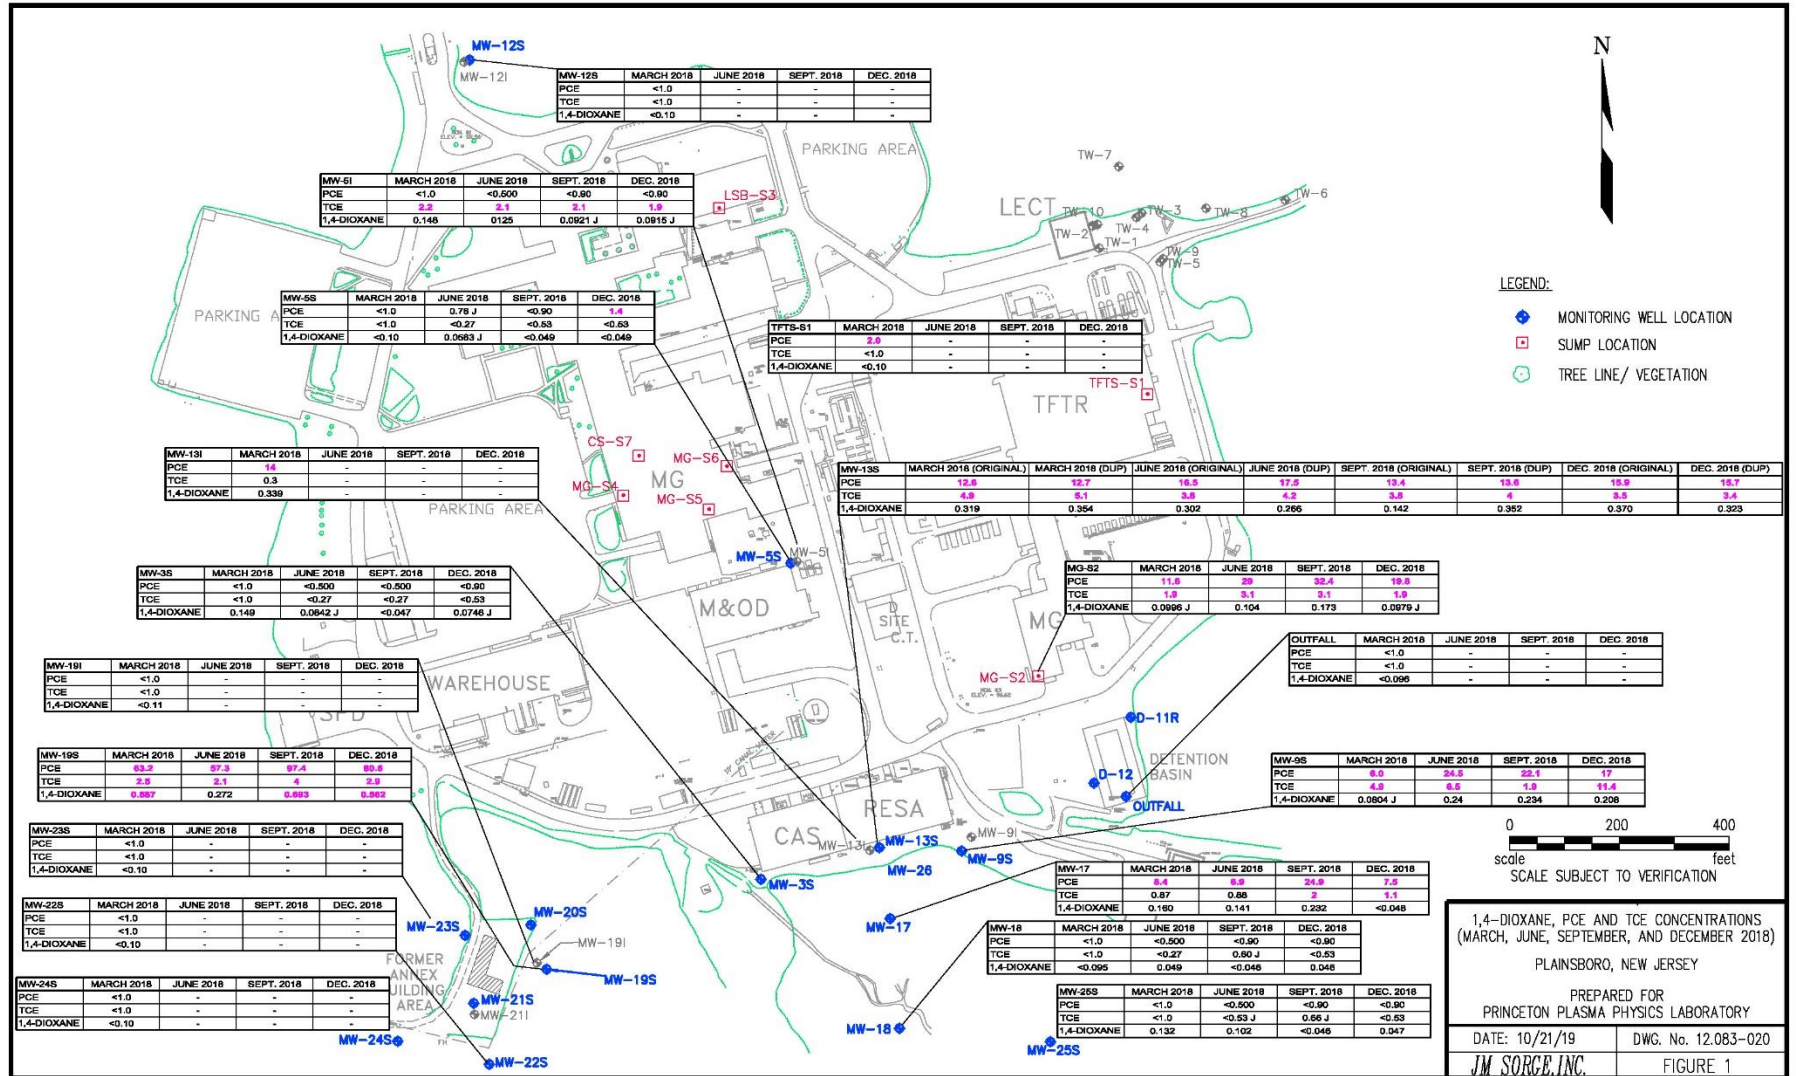 MW-12S
MW-12I
MW-12S MARCH 2018 JUNE 2018 SEPT. 2018 DEC. 2018
PCE <1.0 - - -
TCE <1.0 - - -
1,4-DIOXANE <0.10 - - -
N
PARKING AREA
TW-7
MW-5I MARCH 2018 JUNE 2018 SEPT. 2018 DEC. 2018
PCE <1.0 <0.500 <0.90 <0.90
TCE 2.2 2.1 2.1 1.9
1,4-DIOXANE 0.146 0125 0.0921 J 0.0915 J
LSB-S3
LECT
TW-10
TW-3
TW-8
TW-6
TW-2
TW-4
TW-1
TW-9
TW-5
LEGEND:
MONITORING WELL LOCATION
SUMP LOCATION
TREE LINE/ VEGETATION
PARKING A
MW-5S MARCH 2018 JUNE 2018 SEPT. 2018 DEC. 2018
PCE <1.0 0.78 J <0.90 1.4
TCE <1.0 <0.27 <0.53 <0.53
1,4-DIOXANE <0.10 0.0583 J <0.049 <0.049
TFTS-S1 MARCH 2018 JUNE 2018 SEPT. 2018 DEC. 2018
PCE 2.0 - - -
TCE <1.0 - - -
1,4-DIOXANE <0.10 - - -
TFTS-S1
TFTR
CS-S7
MG-S6
MG
MG-S4
MG-S5
PARKING AREA
MW-13I MARCH 2018 JUNE 2018 SEPT. 2018 DEC. 2018
PCE 14 - - -
TCE 0.3 - - -
1,4-DIOXANE 0.339 - - -
MW-13S MARCH 2018 (ORIGINAL) MARCH 2018 (DUP) JUNE 2018 (ORIGINAL) JUNE 2018 (DUP) SEPT. 2018 (ORIGINAL) SEPT. 2018 (DUP) DEC. 2018 (ORIGINAL) DEC. 2018 (DUP)
PCE 12.6 12.7 16.5 17.5 13.4 13.6 15.9 15.7
TCE 4.9 5.1 3.8 4.2 3.8 4 3.5 3.4
1,4-DIOXANE 0.319 0.354 0.302 0.266 0.142 0.352 0.370 0.323
MW-5S
MW-5I
MW-3S MARCH 2018 JUNE 2018 SEPT. 2018 DEC. 2018
PCE <1.0 <0.500 <0.500 <0.90
TCE <1.0 <0.27 <0.27 <0.53
1,4-DIOXANE 0.149 0.0842 J <0.047 0.0746 J
MG-S2 MARCH 2018 JUNE 2018 SEPT. 2018 DEC. 2018
PCE 11.6 29 32.4 19.8
TCE 1.9 3.1 3.1 1.9
1,4-DIOXANE 0.0996 J 0.104 0.173 0.0979 J
M&OD
D
SITE
C.T.
MG
MG-S2
OUTFALL MARCH 2018 JUNE 2018 SEPT. 2018 DEC. 2018
PCE <1.0 - - -
TCE <1.0 - - -
1,4-DIOXANE <0.096 - - -
MW-19I MARCH 2018 JUNE 2018 SEPT. 2018 DEC. 2018
PCE <1.0 - - -
TCE <1.0 - - -
1,4-DIOXANE <0.11 - - -
WAREHOUSE
D-11R
MW-19S MARCH 2018 JUNE 2018 SEPT. 2018 DEC. 2018
PCE 63.2 57.3 97.4 80.6
TCE 2.5 2.1 4 2.9
1,4-DIOXANE 0.587 0.272 0.693 0.562
DETENTION
BASIN
D-12
OUTFALL
MW-9S MARCH 2018 JUNE 2018 SEPT. 2018 DEC. 2018
PCE 6.0 24.5 22.1 17
TCE 4.9 6.5 1.9 11.4
1,4-DIOXANE 0.0804 J 0.24 0.234 0.208
RESA
CAS
MW-13I
MW-13S
MW-9I
MW-9S
MW-26
MW-3S
0 200 400
scale feet
SCALE SUBJECT TO VERIFICATION
MW-23S MARCH 2018 JUNE 2018 SEPT. 2018 DEC. 2018
PCE <1.0 - - -
TCE <1.0 - - -
1,4-DIOXANE <0.10 - - -
MW-17 MARCH 2018 JUNE 2018 SEPT. 2018 DEC. 2018
PCE 8.4 6.9 24.9 7.5
TCE 0.87 0.88 2 1.1
1,4-DIOXANE 0.160 0.141 0.232 <0.048
MW-22S MARCH 2018 JUNE 2018 SEPT. 2018 DEC. 2018
PCE <1.0 - - -
TCE <1.0 - - -
1,4-DIOXANE <0.10 - - -
MW-23S
MW-20S
MW-19I
MW-19S
MW-17
MW-18 MARCH 2018 JUNE 2018 SEPT. 2018 DEC. 2018
PCE <1.0 <0.500 <0.90 <0.90
TCE <1.0 <0.27 0.60 J <0.53
1,4-DIOXANE <0.095 0.049 <0.046 0.046
FORMER
ANNEX
UILDING
AREA
MW-24S MARCH 2018 JUNE 2018 SEPT. 2018 DEC. 2018
PCE <1.0 - - -
TCE <1.0 - - -
1,4-DIOXANE <0.10 - - -
MW-21S
MW-21I
MW-24S
FH
MW-22S
MW-18
MW-25S MARCH 2018 JUNE 2018 SEPT. 2018 DEC. 2018
PCE <1.0 <0.500 <0.90 <0.90
TCE <1.0 <0.53 J 0.66 J <0.53
1,4-DIOXANE 0.132 0.102 <0.046 0.047
MW-25S
1,4-DIOXANE, PCE AND TCE CONCENTRATIONS
(MARCH, JUNE, SEPTEMBER, AND DECEMBER 2018)
PLAINSBORO, NEW JERSEY
PREPARED FOR
PRINCETON PLASMA PHYSICS LABORATORY
DATE: 10/21/19 DWG. No. 12.083-020
JM SORGE,INC. FIGURE 1